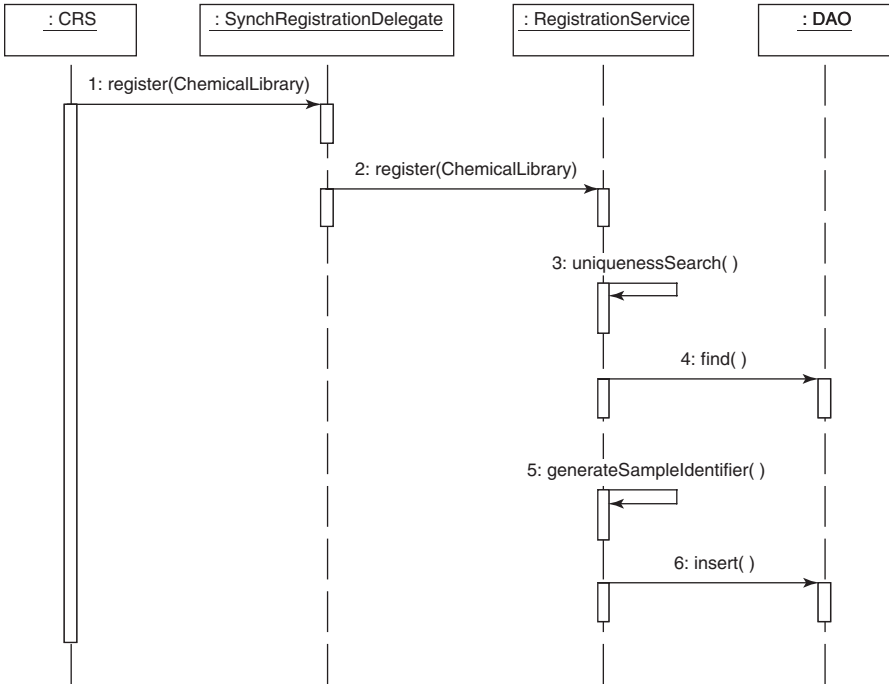 : CRS
: SynchRegistrationDelegate
: RegistrationService
: DAO
1: register(ChemicalLibrary)
2: register(ChemicalLibrary)
3: uniquenessSearch( )
4: find( )
5: generateSampleIdentifier( )
6: insert( )